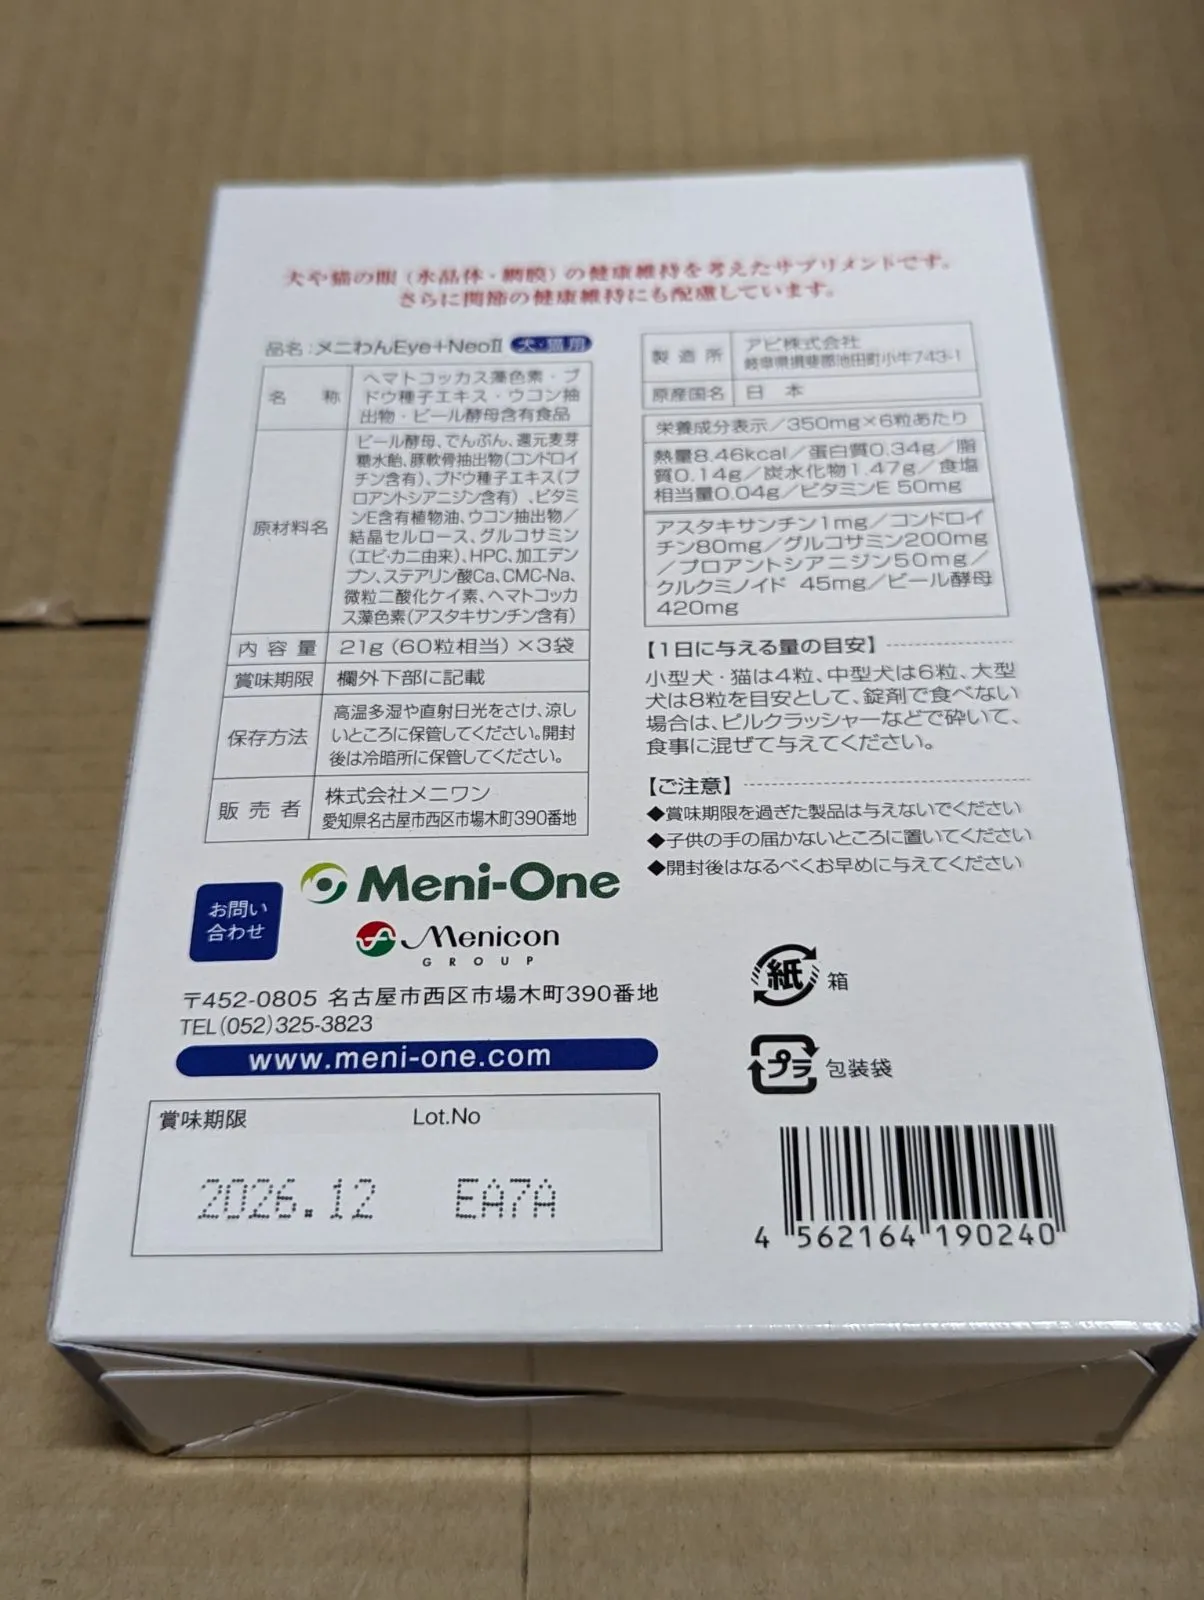 犬や猫の眼（水晶体・網膜）の健康維持を考えたサプリメントです。
さらに関節の健康維持にも配慮しています。
品名：メニわんEye+NeoⅡ 犬・猫用
名称
ヘマトコッカス藻色素・ブ
ドウ種子エキス・ウコン抽
出物・ビール酵母含有食品
原材料名
ビール酵母、でんぷん、還元麦芽
糖水飴、豚軟骨抽出物(コンドロイ
チン含有)、ブドウ種子エキス(プ
ロアントシアニジン含有)、ビタミ
ンE含有植物油、ウコン抽出物／
結晶セルロース、グルコサミン
(エビ・カニ由来)、HPC、加工デン
プン、ステアリン酸Ca、CMC-Na、
微粒二酸化ケイ素、ヘマトコッカ
ス藻色素(アスタキサンチン含有)
内容量 21g（60粒相当）×3袋
賞味期限 欄外下部に記載
保存方法
高温多湿や直射日光をさけ、涼し
いところに保管してください。開封
後は冷暗所に保管してください。
販売者
株式会社メニワン
愛知県名古屋市西区市場木町390番地
製造所
アピ株式会社
岐阜県揖斐郡池田町小牛743-1
原産国名 日本
栄養成分表示／350mg×6粒あたり
熱量8.46kcal／蛋白質0.34g／脂
質0.14g／炭水化物1.47g／食塩
相当量0.04g／ビタミンE 50mg
アスタキサンチン1mg／コンドロイ
チン80mg／グルコサミン200mg
／プロアントシアニジン50mg／
クルクミノイド 45mg／ビール酵母
420mg
【1日に与える量の目安】
小型犬・猫は4粒、中型犬は6粒、大型
犬は8粒を目安として、錠剤で食べない
場合は、ピルクラッシャーなどで砕いて、
食事に混ぜて与えてください。
【ご注意】
◆賞味期限を過ぎた製品は与えないでください
◆子供の手の届かないところに置いてください
◆開封後はなるべくお早めに与えてください
お問い
合わせ
Meni-One
Menicon
GROUP
〒452-0805 名古屋市西区市場木町390番地
TEL(052)325-3823
www.meni-one.com
紙 箱
プラ 包装袋
賞味期限 Lot.No
2026.12 EA7A
4 562164 190240